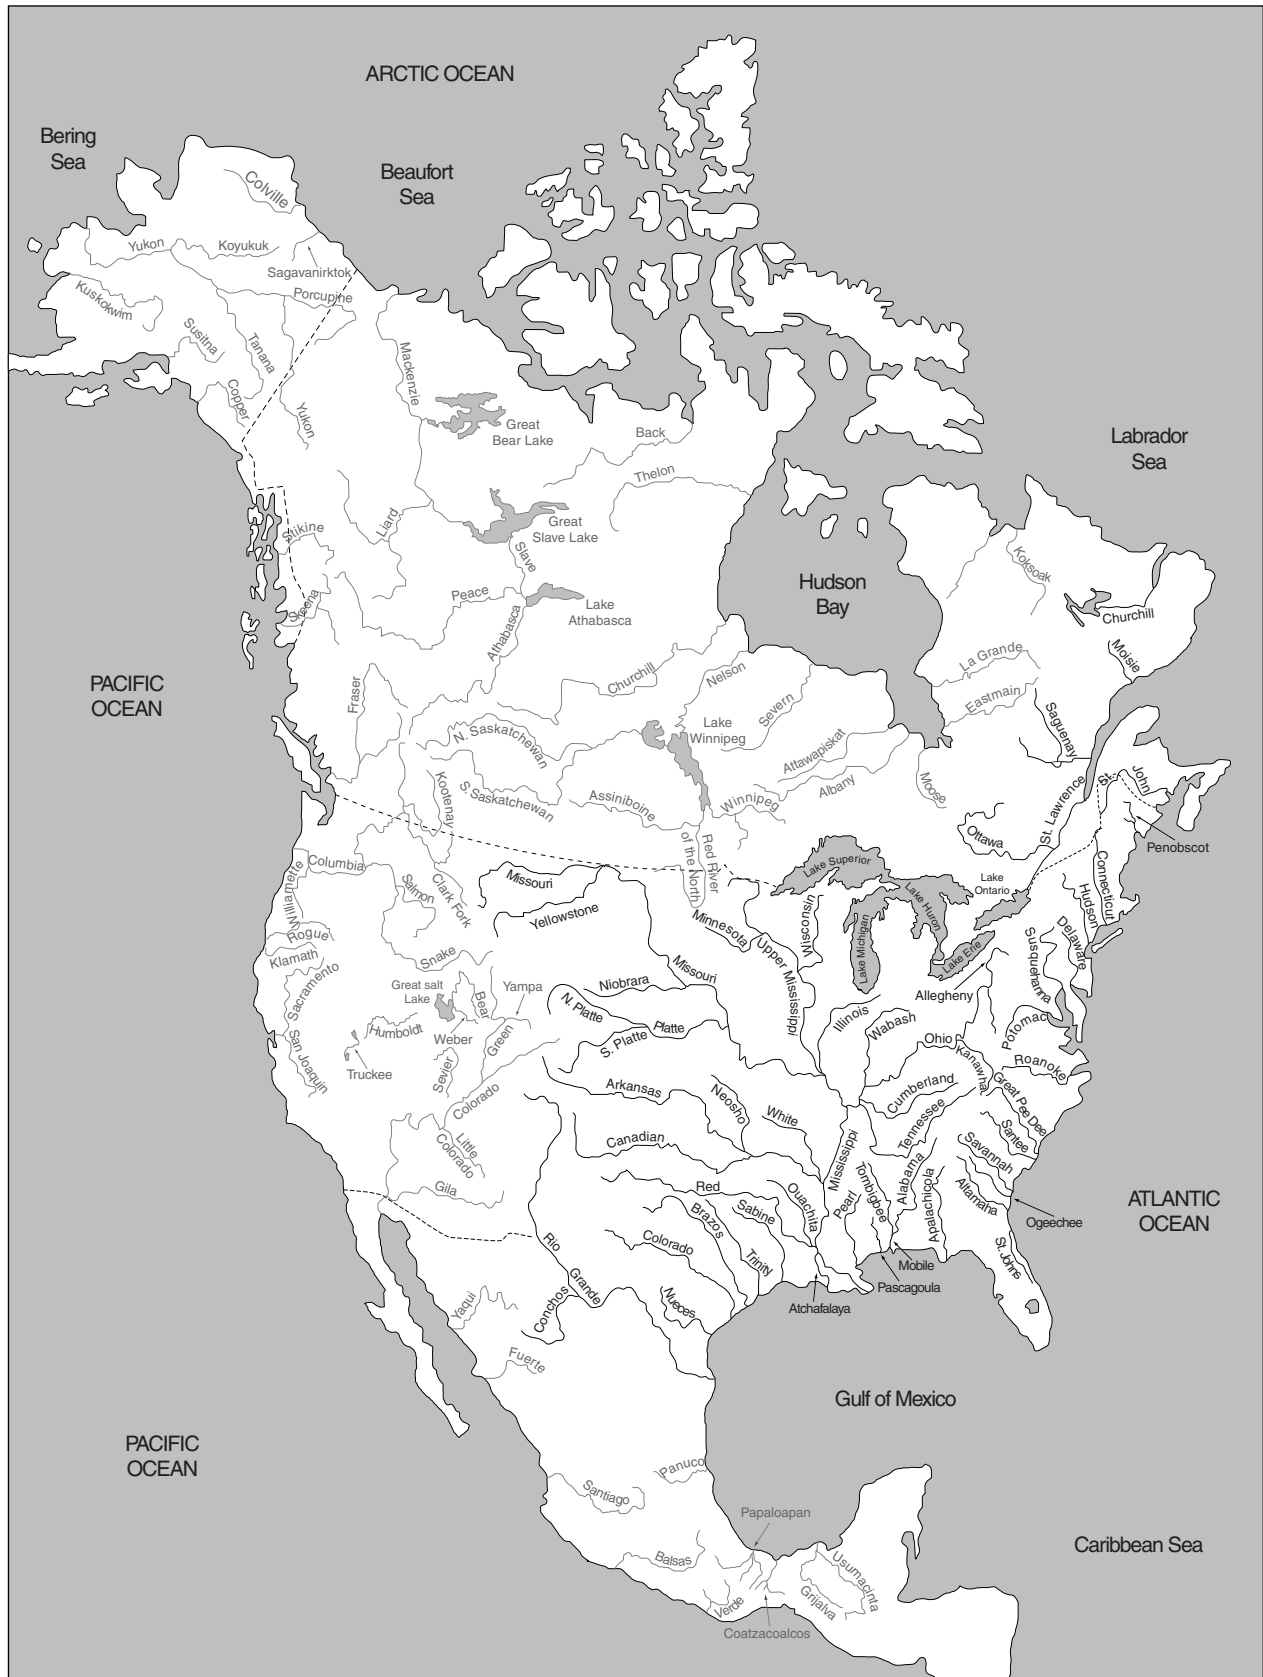 ARCTIC OCEAN
Bering
Sea
Beaufort
Sea
Colville
Yukon
Koyukuk
Sagavanirktok
Kuskokwim
Porcupine
Susitna
Tanana
Mackenzie
Copper
Yukon
Great
Bear Lake
Back
Labrador
Sea
Thelon
Liard
Great
Slave Lake
Stikine
Slave
Koksoak
Hudson
Bay
Peace
Lake
Athabasca
Skeena
Athabasca
Churchill
La Grande
Moisie
PACIFIC
OCEAN
Fraser
Churchill
Nelson
Severn
Eastmain
Saguenay
N. Saskatchewan
Lake
Winnipeg
Attawapiskat
Kootenay
S. Saskatchewan
Assiniboine
Winnipeg
Albany
Moose
St. Lawrence
St. John
Ottawa
Penobscot
Red River
of the North
Columbia
Willamette
Salmon
Clark Fork
Missouri
Lake Superior
Lake
Ontario
Lake Huron
Connecticut
Hudson
Yellowstone
Minnesota
Wisconsin
Lake Michigan
Rogue
Klamath
Snake
Upper Mississippi
Lake Erie
Delaware
Susquehanna
Sacramento
Missouri
Niobrara
Great salt
Lake
Bear
Yampa
Allegheny
N. Platte
Illinois
Wabash
Potomac
Humboldt
Weber
Green
S. Platte
Platte
Ohio
Kanawha
Roanoke
San Joaquin
Truckee
Sevier
Colorado
Arkansas
Neosho
Cumberland
Great Pee Dee
White
Tennessee
Santee
Little
Colorado
Canadian
Mississippi
Savannah
Gila
Red
Ouachita
Tombigbee
Alabama
Apalachicola
Altamaha
Pearl
ATLANTIC
OCEAN
Ogeechee
Brazos
Sabine
Rio
Grande
Colorado
Trinity
St. Johns
Mobile
Pascagoula
Yaqui
Conchos
Nueces
Atchafalaya
Fuerte
Gulf of Mexico
PACIFIC
OCEAN
Panuco
Santiago
Papaloapan
Caribbean Sea
Balsas
Usumacinta
Grijalva
Verde
Coatzacoalcos